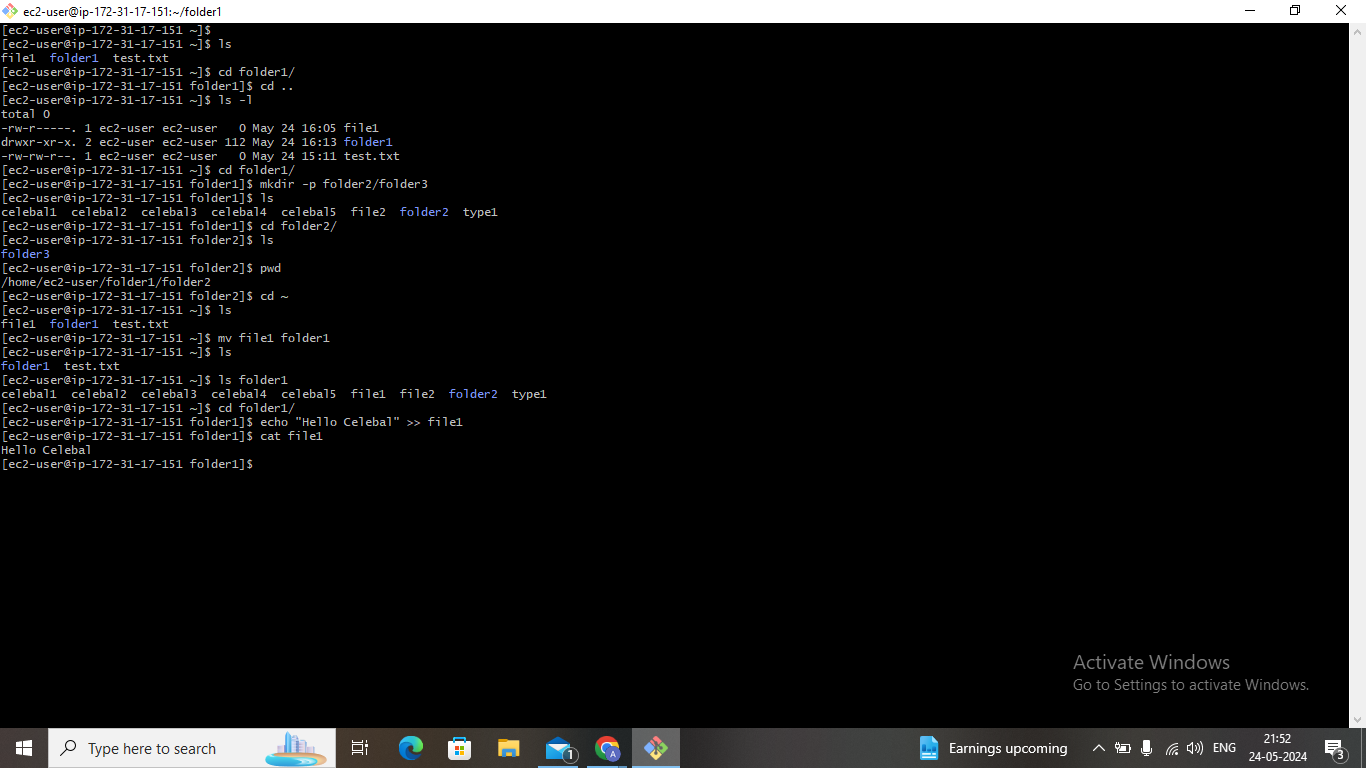 ec2-user@ip-172-31-17-151:~/folder1
[ec2-user@ip-172-31-17-151 ~]$
[ec2-user@ip-172-31-17-151 ~]$ ls
file1  folder1  test.txt
[ec2-user@ip-172-31-17-151 ~]$ cd folder1/
[ec2-user@ip-172-31-17-151 folder1]$ cd ..
[ec2-user@ip-172-31-17-151 ~]$ ls -l
total 0
-rw-r-----. 1 ec2-user ec2-user   0 May 24 16:05 file1
drwxr-xr-x. 2 ec2-user ec2-user 112 May 24 16:13 folder1
-rw-rw-r--. 1 ec2-user ec2-user   0 May 24 15:11 test.txt
[ec2-user@ip-172-31-17-151 ~]$ cd folder1/
[ec2-user@ip-172-31-17-151 folder1]$ mkdir -p folder2/folder3
[ec2-user@ip-172-31-17-151 folder1]$ ls
celebal1  celebal2  celebal3  celebal4  celebal5  file2  folder2  type1
[ec2-user@ip-172-31-17-151 folder1]$ cd folder2/
[ec2-user@ip-172-31-17-151 folder2]$ ls
folder3
[ec2-user@ip-172-31-17-151 folder2]$ pwd
/home/ec2-user/folder1/folder2
[ec2-user@ip-172-31-17-151 folder2]$ cd ~
[ec2-user@ip-172-31-17-151 ~]$ ls
file1  folder1  test.txt
[ec2-user@ip-172-31-17-151 ~]$ mv file1 folder1
[ec2-user@ip-172-31-17-151 ~]$ ls
folder1  test.txt
[ec2-user@ip-172-31-17-151 ~]$ ls folder1
celebal1  celebal2  celebal3  celebal4  celebal5  file1  file2  folder2  type1
[ec2-user@ip-172-31-17-151 ~]$ cd folder1/
[ec2-user@ip-172-31-17-151 folder1]$ echo "Hello Celebal" >> file1
[ec2-user@ip-172-31-17-151 folder1]$ cat file1
Hello Celebal
[ec2-user@ip-172-31-17-151 folder1]$
Activate Windows
Go to Settings to activate Windows.
Type here to search
1
A
Earnings upcoming
ENG
21:52
24-05-2024
3